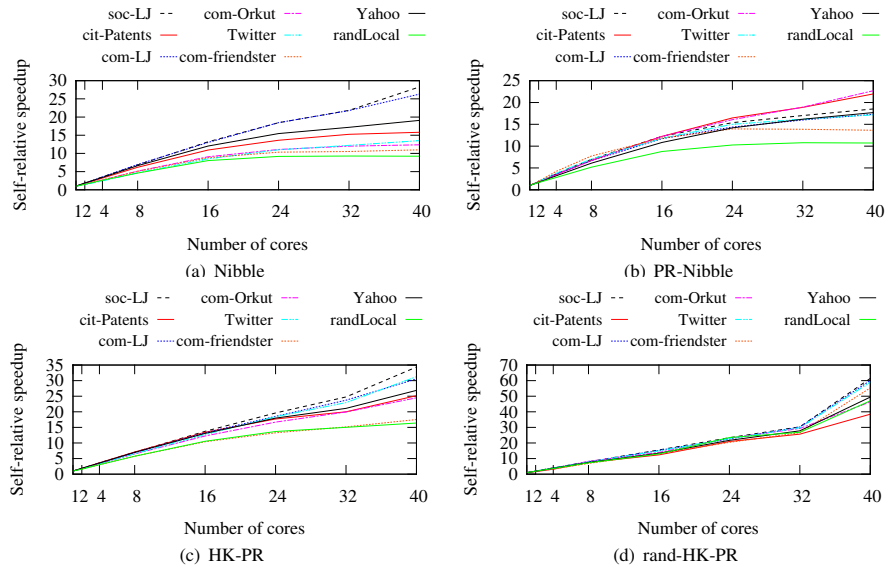 soc-LJ com-Orkut Yahoo
cit-Patents Twitter randLocal
com-LJ com-friendster
Self-relative speedup
30
25
20
15
10
5
0
12 4 8 16 24 32 40
Number of cores
(a) Nibble
soc-LJ com-Orkut Yahoo
cit-Patents Twitter randLocal
com-LJ com-friendster
Self-relative speedup
25
20
15
10
5
0
12 4 8 16 24 32 40
Number of cores
(b) PR-Nibble
soc-LJ com-Orkut Yahoo
cit-Patents Twitter randLocal
com-LJ com-friendster
Self-relative speedup
35
30
25
20
15
10
5
0
12 4 8 16 24 32 40
Number of cores
(c) HK-PR
soc-LJ com-Orkut Yahoo
cit-Patents Twitter randLocal
com-LJ com-friendster
Self-relative speedup
70
60
50
40
30
20
10
0
12 4 8 16 24 32 40
Number of cores
(d) rand-HK-PR